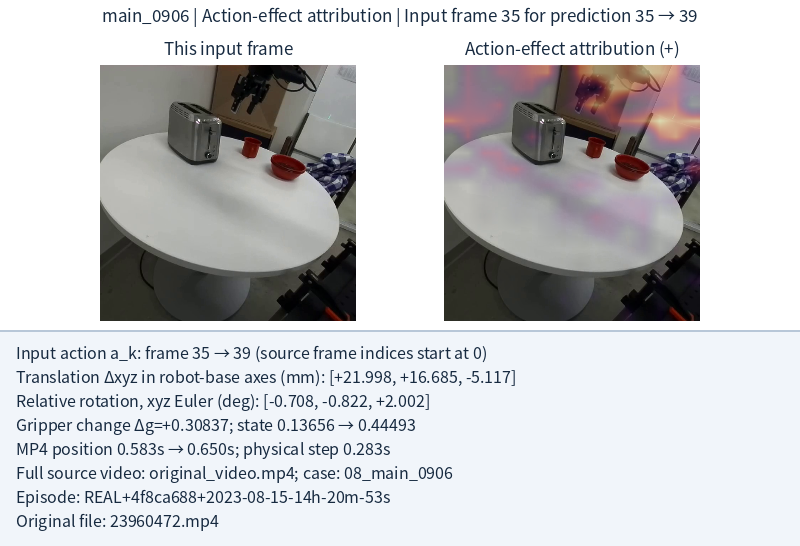 main_0906 | Action-effect attribution | Input frame 35 for prediction 35 → 39
This input frame
Action-effect attribution (+)
Input action a_k: frame 35 → 39 (source frame indices start at 0)
Translation Δxyz in robot-base axes (mm): [+21.998, +16.685, -5.117]
Relative rotation, xyz Euler (deg): [-0.708, -0.822, +2.002]
Gripper change Δg=+0.30837; state 0.13656 → 0.44493
MP4 position 0.583s → 0.650s; physical step 0.283s
Full source video: original_video.mp4; case: 08_main_0906
Episode: REAL+4f8ca688+2023-08-15-14h-20m-53s
Original file: 23960472.mp4